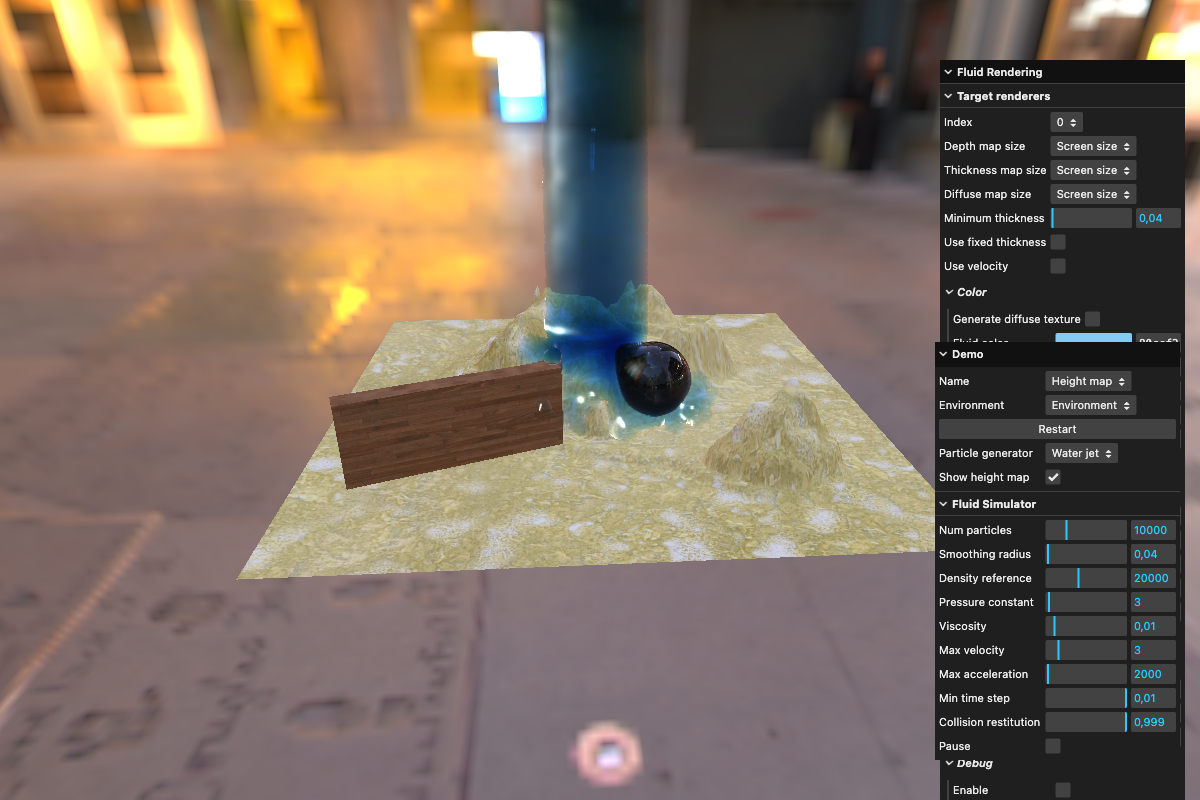 Fluid Rendering
Target renderers
Index 0
Depth map size Screen size
Thickness map size Screen size
Diffuse map size Screen size
Minimum thickness 0,04
Use fixed thickness
Use velocity
Color
Generate diffuse texture
Demo
Name Height map
Environment Environment
Restart
Particle generator Water jet
Show height map
Fluid Simulator
Num particles 10000
Smoothing radius 0,04
Density reference 20000
Pressure constant 3
Viscosity 0,01
Max velocity 3
Max acceleration 2000
Min time step 0,01
Collision restitution 0,999
Pause
Debug
Enable